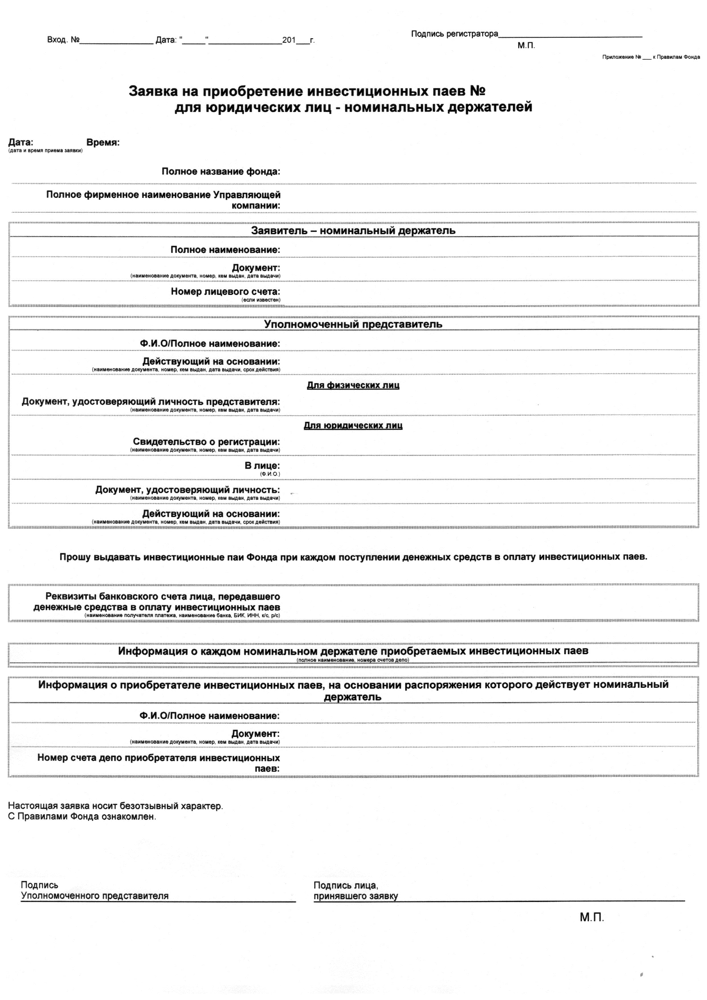 Вход. №________________ Дата: "_____"________________201___г.
Подпись регистратора_______________________________
М.П.
Приложение № ___ к Правилам Фонда
Заявка на приобретение инвестиционных паев №
для юридических лиц - номинальных держателей
Дата: Время:
(дата и время приема заявки)
Полное название фонда:
Полное фирменное наименование Управляющей
компании:
Заявитель – номинальный держатель
Полное наименование:
Документ:
(наименование документа, номер, кем выдан, дата выдачи)
Номер лицевого счета:
(если известен)
Уполномоченный представитель
Ф.И.О/Полное наименование:
Действующий на основании:
(наименование документа, номер, кем выдан, дата выдачи, срок действия)
Для физических лиц
Документ, удостоверяющий личность представителя:
(наименование документа, номер, кем выдан, дата выдачи)
Для юридических лиц
Свидетельство о регистрации:
(наименование документа, номер, кем выдан, дата выдачи)
В лице:
(Ф.И.О.)
Документ, удостоверяющий личность:
(наименование документа, номер, кем выдан, дата выдачи)
Действующий на основании:
(наименование документа, номер, кем выдан, дата выдачи, срок действия)
Прошу выдавать инвестиционные паи Фонда при каждом поступлении денежных средств в оплату инвестиционных паев.
Реквизиты банковского счета лица, передавшего
денежные средства в оплату инвестиционных паев
(наименование получателя платежа, наименование банка, БИК, ИНН, к/с, р/с)
Информация о каждом номинальном держателе приобретаемых инвестиционных паев
(полное наименование, номера счетов депо)
Информация о приобретателе инвестиционных паев, на основании распоряжения которого действует номинальный
держатель
Ф.И.О/Полное наименование:
Документ:
(наименование документа, номер, кем выдан, дата выдачи)
Номер счета депо приобретателя инвестиционных
паев:
Настоящая заявка носит безотзывный характер.
С Правилами Фонда ознакомлен.
Подпись
Уполномоченного представителя
Подпись лица,
принявшего заявку
М.П.